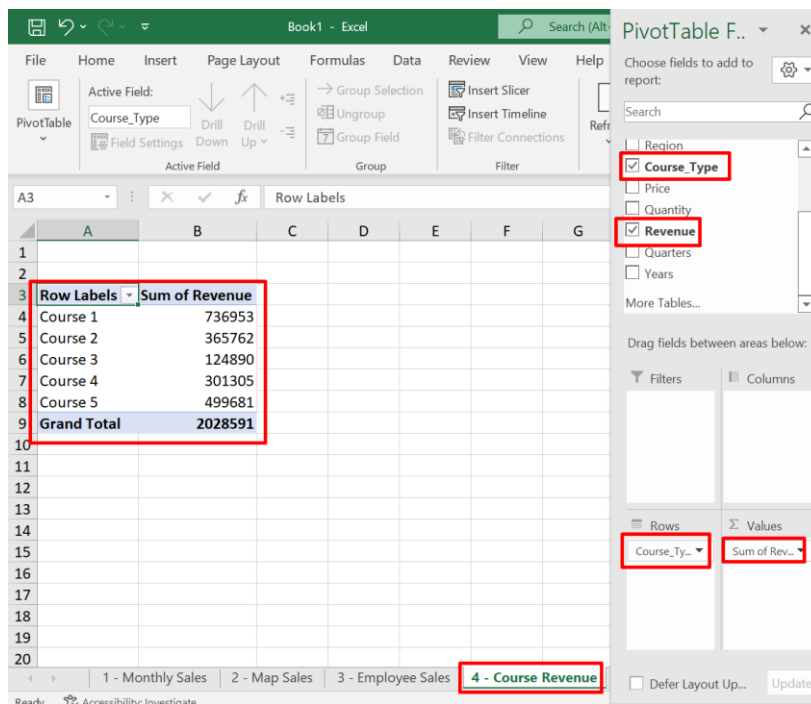 Book1 - Excel
Search (Alt-
File Home Insert Page Layout Formulas Data Review View Help
PivotTable
Active Field:
Course_Type
Field Settings
Drill Down
Drill Up
Active Field
Group Selection
Ungroup
Group Field
Group
Insert Slicer
Insert Timeline
Filter Connections
Filter
Refr
A3 fx Row Labels
A B C D E F G
1
2
3 Row Labels Sum of Revenue
4 Course 1 736953
5 Course 2 365762
6 Course 3 124890
7 Course 4 301305
8 Course 5 499681
9 Grand Total 2028591
10
11
12
13
14
15
16
17
18
19
20
1 - Monthly Sales 2 - Map Sales 3 - Employee Sales 4 - Course Revenue
Ready Accessibility: Investigate
PivotTable F..
Choose fields to add to
report:
Search
Region
Course_Type
Price
Quantity
Revenue
Quarters
Years
More Tables...
Drag fields between areas below:
Filters Columns
Rows Σ Values
Course_Ty... Sum of Rev...
Defer Layout Up... Update